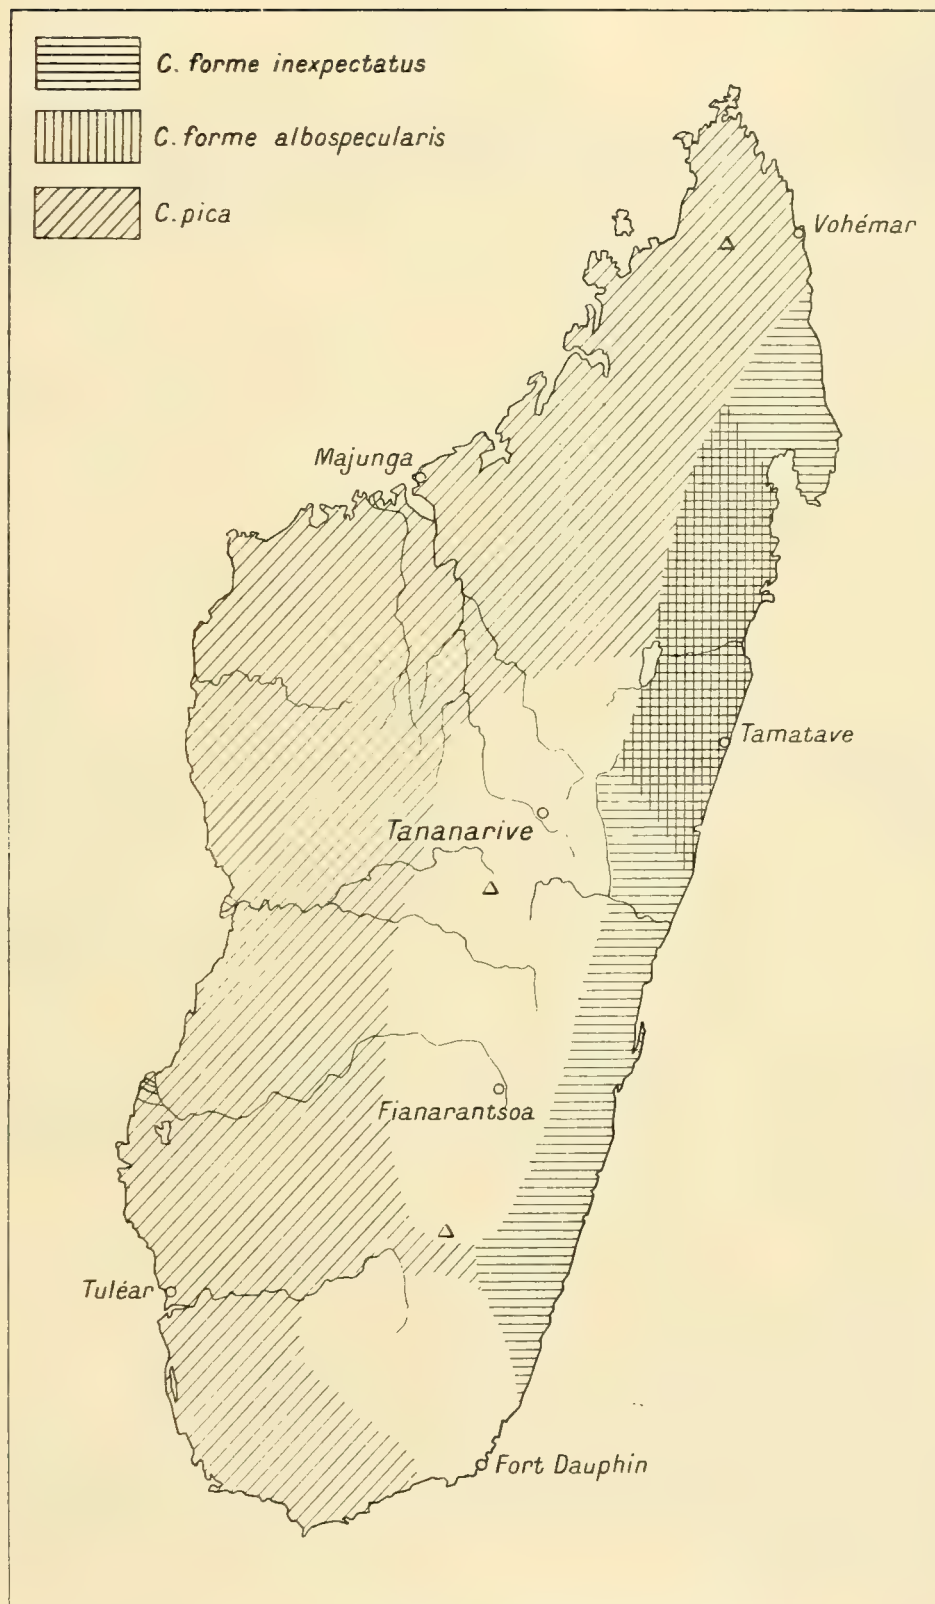 C. forme inexpectatus
C. forme albospecularis
C. pica
Vohémar
Majunga
Tamatave
Tananarive
Fianarantsoa
Tuléar
Fort Dauphin